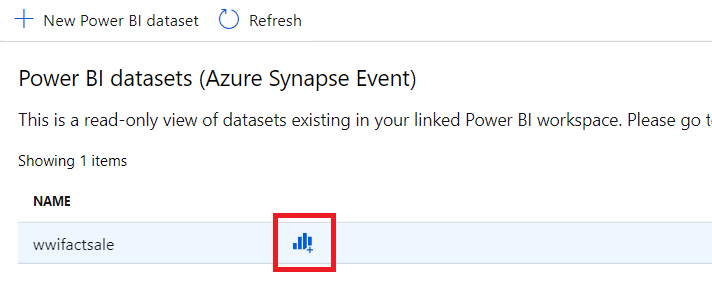 New Power BI dataset Refresh
Power BI datasets (Azure Synapse Event)
This is a read-only view of datasets existing in your linked Power BI workspace. Please go t
Showing 1 items
NAME
wwifactsale